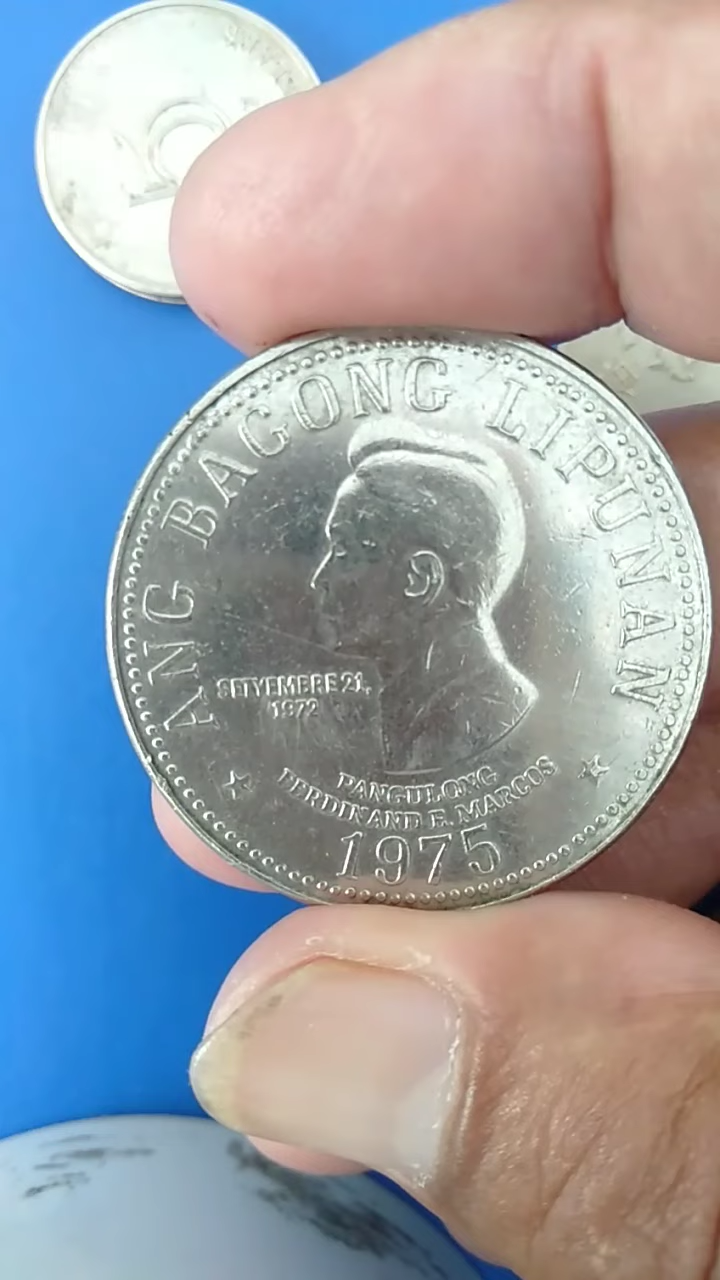 ANG BAGONG LIPUNAN
SETYEMBRE 21,
1972
PANGULONG
FERDINAND E. MARCOS
1975